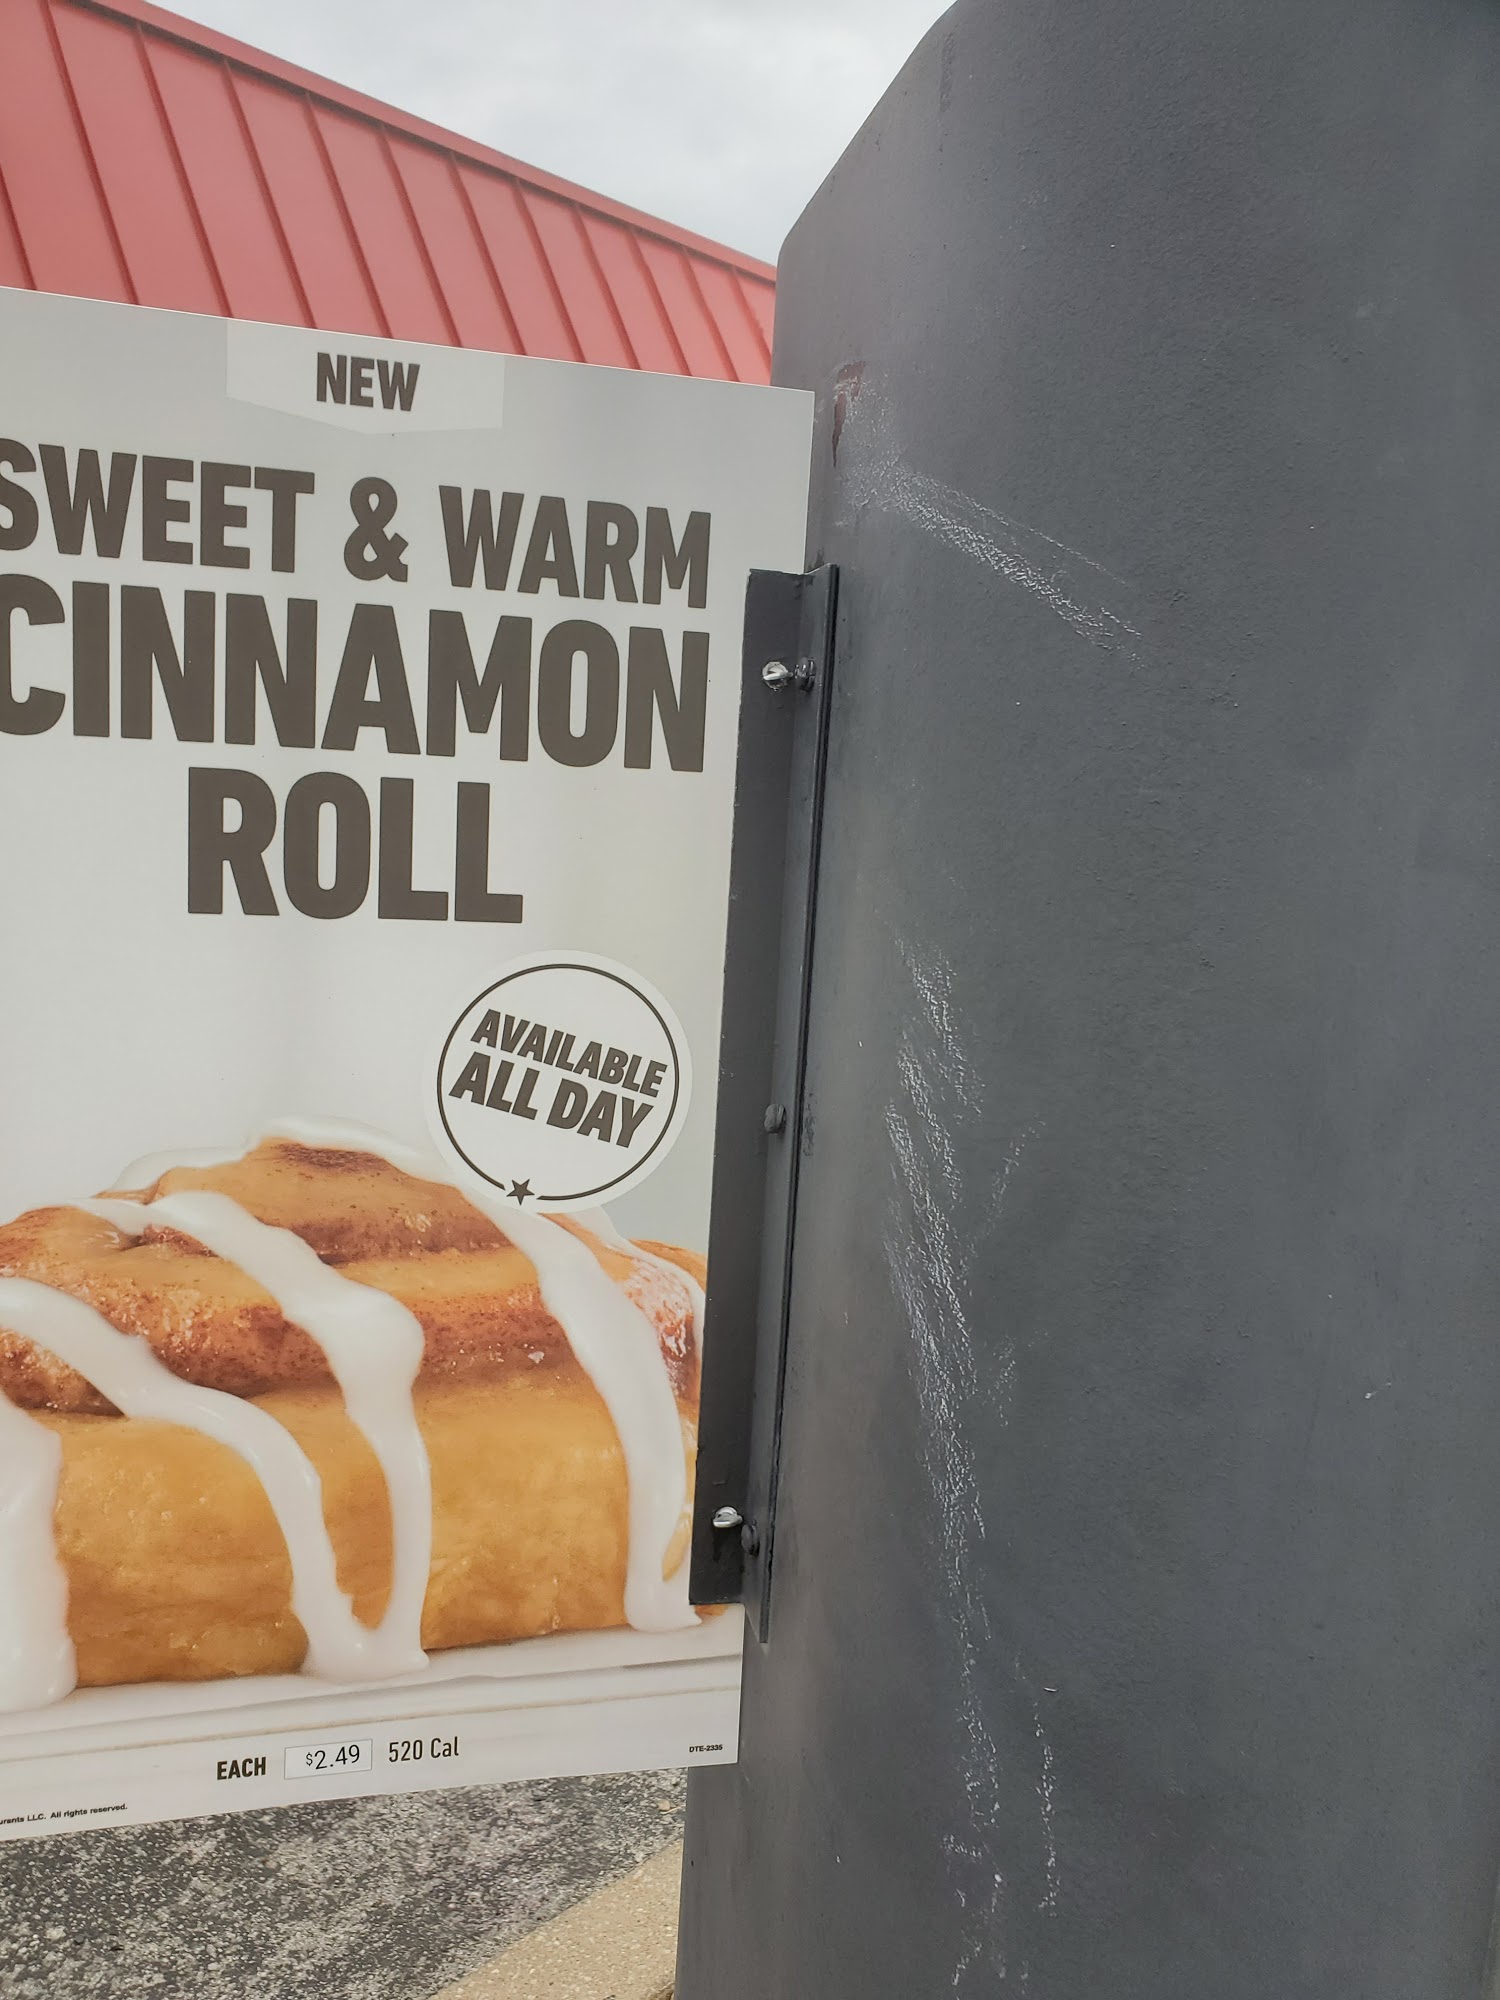 NEW
SWEET & WARM
CINNAMON
ROLL
AVAILABLE
ALL DAY
EACH $2.49 520 Cal
DTE-2335
LLC. All rights reserved.